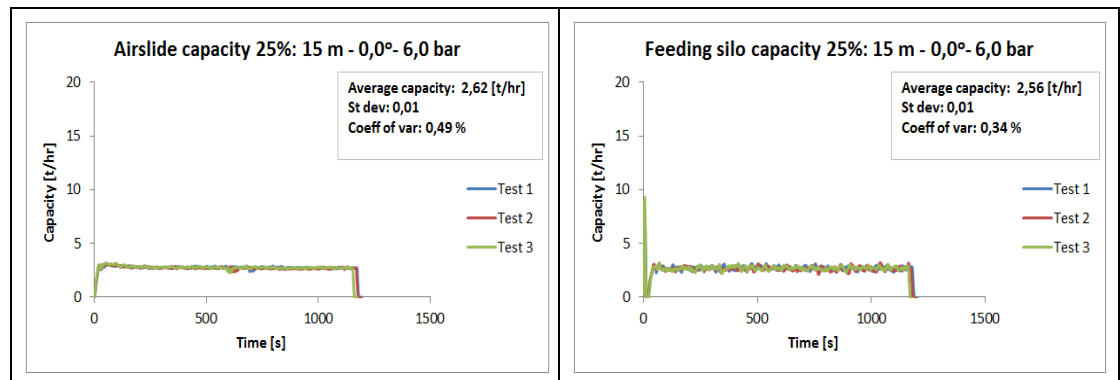 Airslide capacity 25%: 15 m - 0,0°- 6,0 bar
Average capacity: 2,62 [t/hr]
St dev: 0,01
Coeff of var: 0,49 %
Capacity [t/hr]
20
15
10
5
0
Test 1
Test 2
Test 3
0 500 1000 1500
Time [s]
Feeding silo capacity 25%: 15 m - 0,0°- 6,0 bar
Average capacity: 2,56 [t/hr]
St dev: 0,01
Coeff of var: 0,34 %
Capacity [t/hr]
20
15
10
5
0
Test 1
Test 2
Test 3
0 500 1000 1500
Time [s]